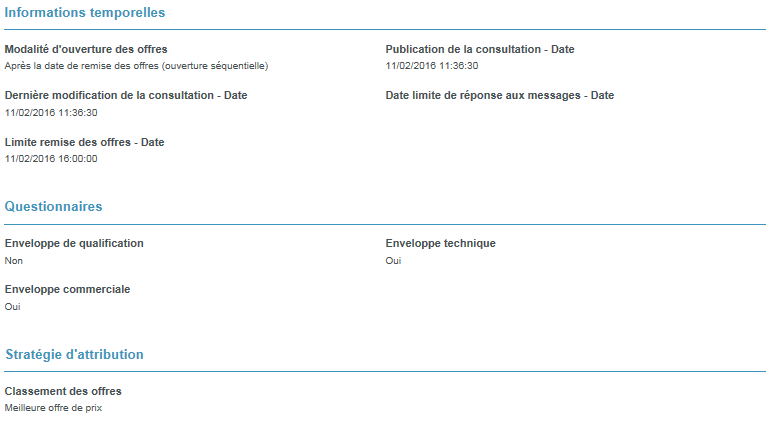 Informations temporelles
Modalité d'ouverture des offres
Après la date de remise des offres (ouverture séquentielle)
Publication de la consultation - Date
11/02/2016 11:36:30
Dernière modification de la consultation - Date
11/02/2016 11:36:30
Date limite de réponse aux messages - Date
Limite remise des offres - Date
11/02/2016 16:00:00
Questionnaires
Enveloppe de qualification
Non
Enveloppe technique
Oui
Enveloppe commerciale
Oui
Stratégie d'attribution
Classement des offres
Meilleure offre de prix